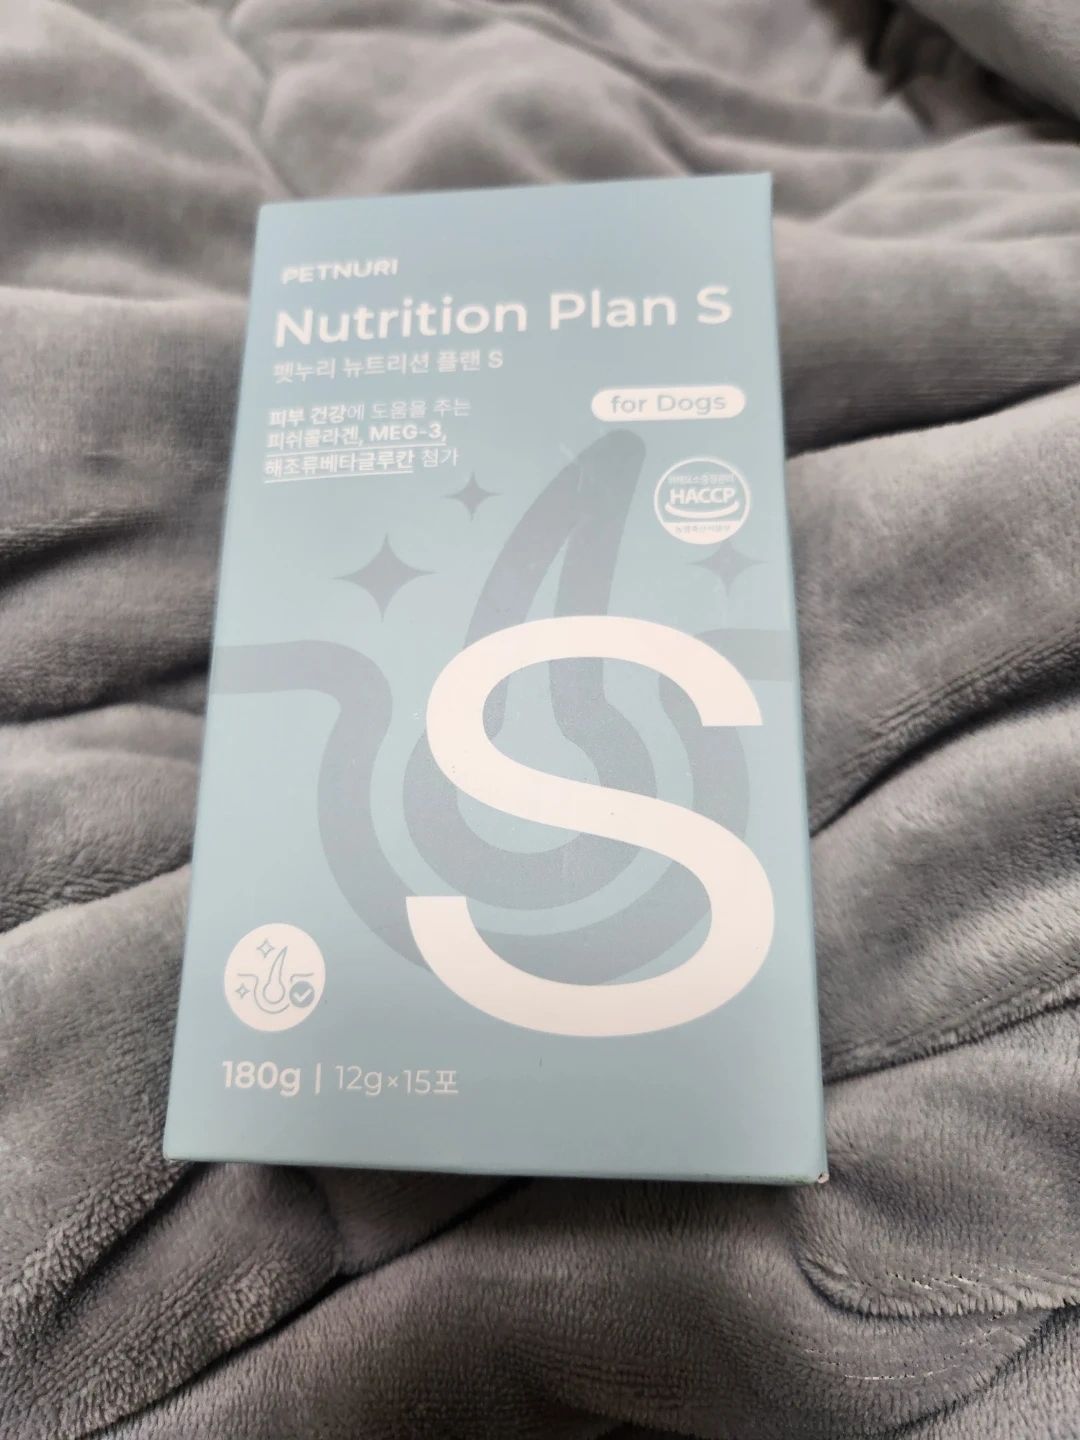 PETNURI
Nutrition Plan S
펫누리 뉴트리션 플랜 S
for Dogs
피부 건강에 도움을 주는
피쉬콜라겐, MEG-3,
해조류베타글루칸 첨가
HACCP
180g | 12g×15포
S